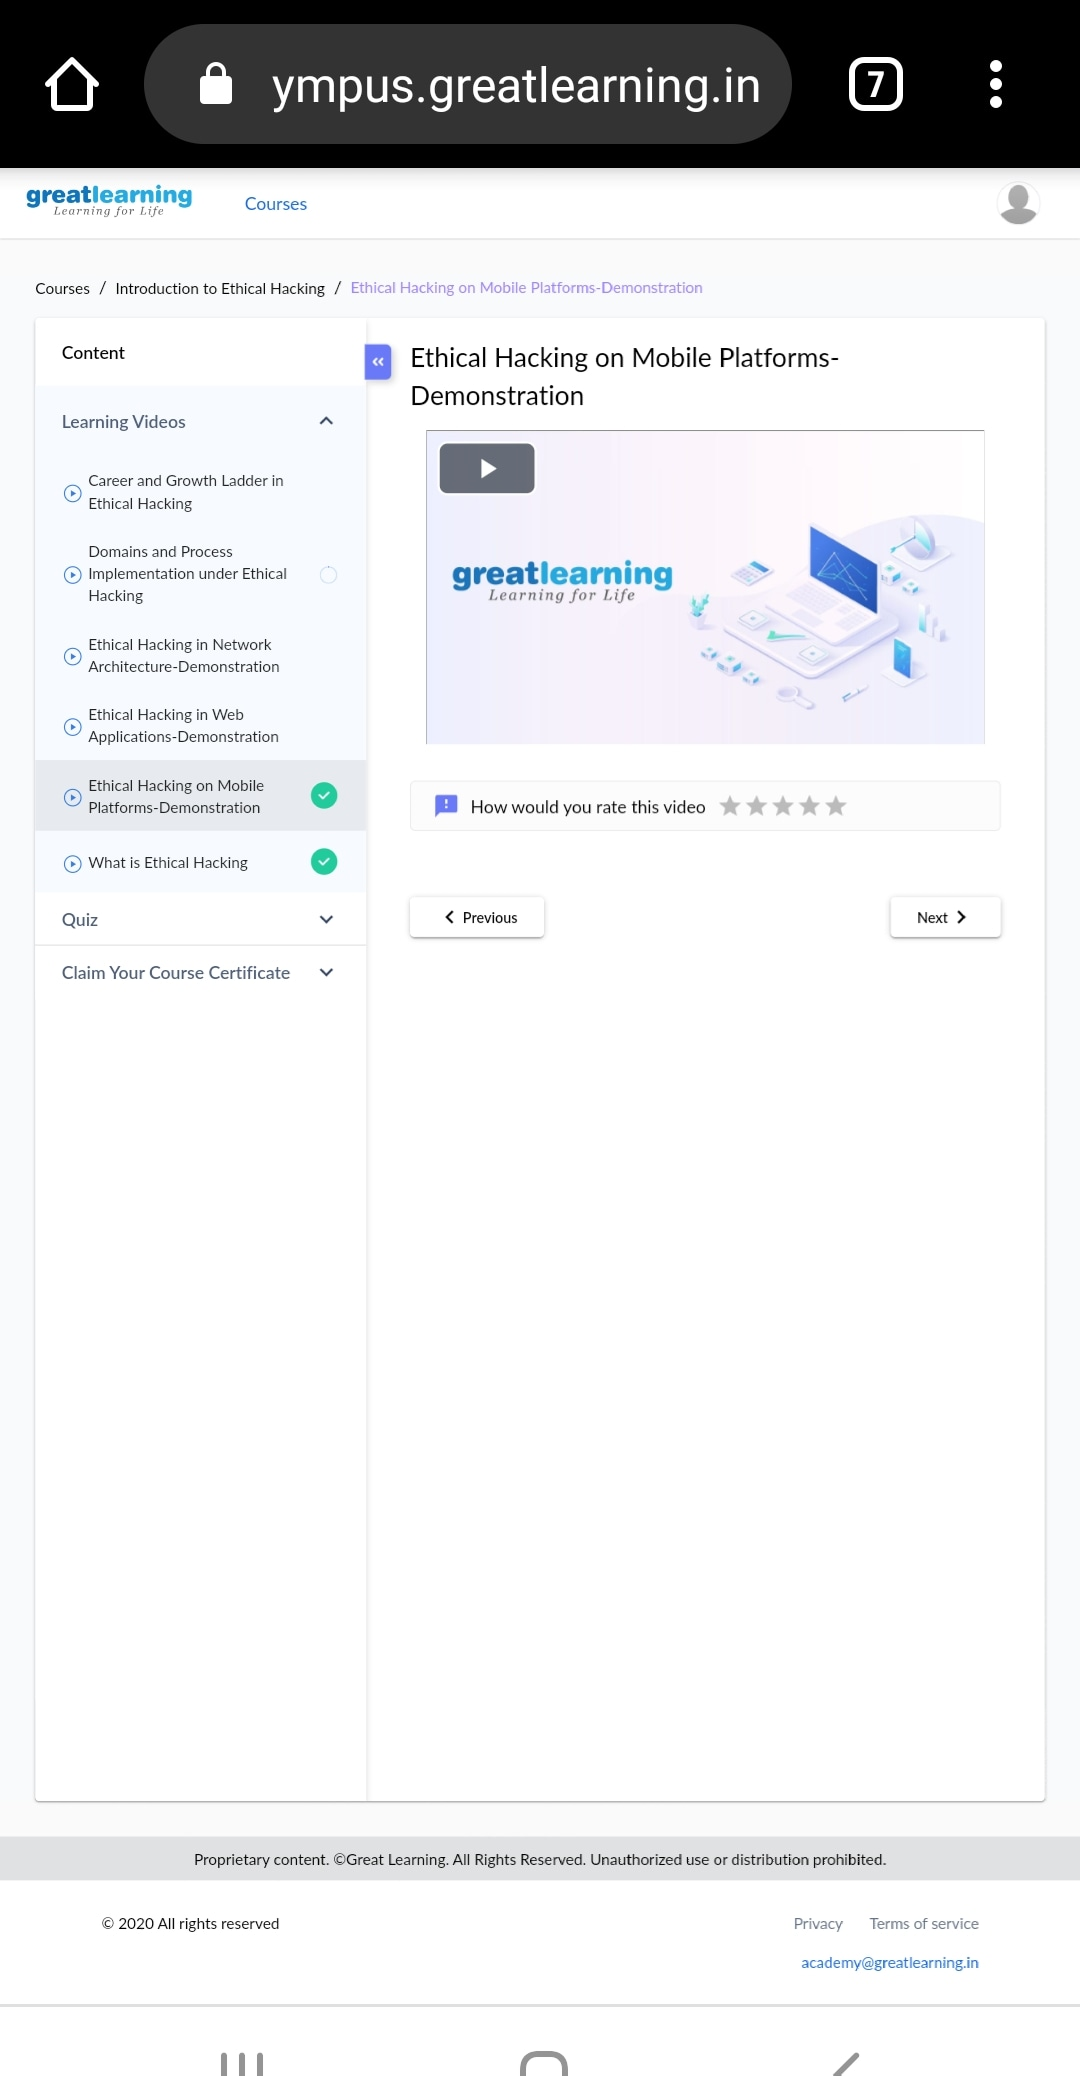 ympus.greatlearning.in
7
greatlearning
Learning for Life
Courses
Courses / Introduction to Ethical Hacking / Ethical Hacking on Mobile Platforms-Demonstration
Content
Learning Videos
Career and Growth Ladder in
Ethical Hacking
Domains and Process
Implementation under Ethical
Hacking
Ethical Hacking in Network
Architecture-Demonstration
Ethical Hacking in Web
Applications-Demonstration
Ethical Hacking on Mobile
Platforms-Demonstration
What is Ethical Hacking
Quiz
Claim Your Course Certificate
Ethical Hacking on Mobile Platforms-
Demonstration
greatlearning
Learning for Life
How would you rate this video
Previous
Next
Proprietary content. ©Great Learning. All Rights Reserved. Unauthorized use or distribution prohibited.
© 2020 All rights reserved
Privacy
Terms of service
academy@greatlearning.in